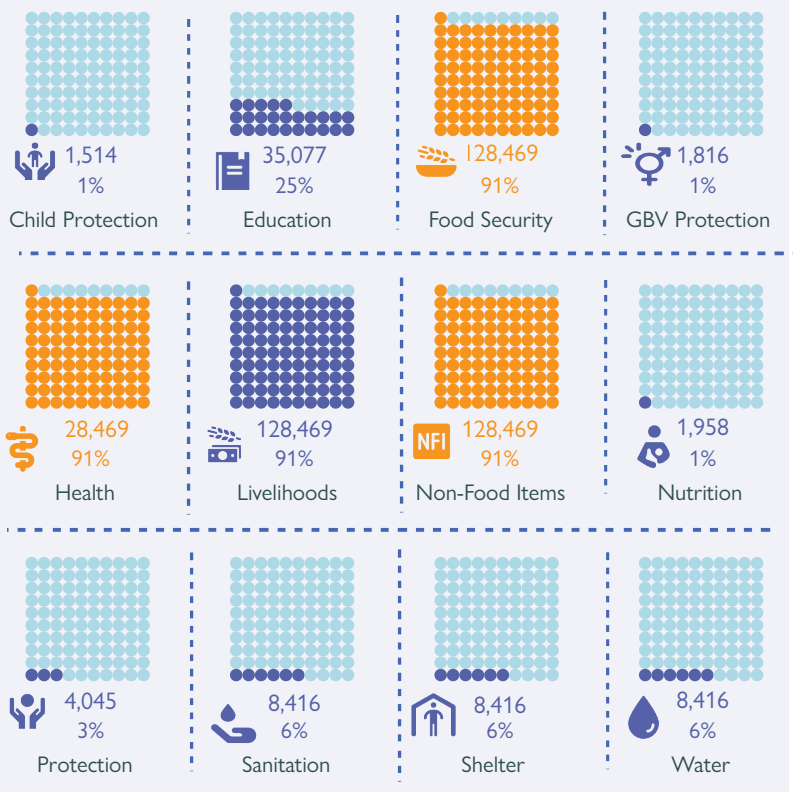 1,514
1%
Child Protection
35,077
25%
Education
128,469
91%
Food Security
1,816
1%
GBV Protection
28,469
91%
Health
128,469
91%
Livelihoods
NFI
128,469
91%
Non-Food Items
1,958
1%
Nutrition
4,045
3%
Protection
8,416
6%
Sanitation
8,416
6%
Shelter
8,416
6%
Water